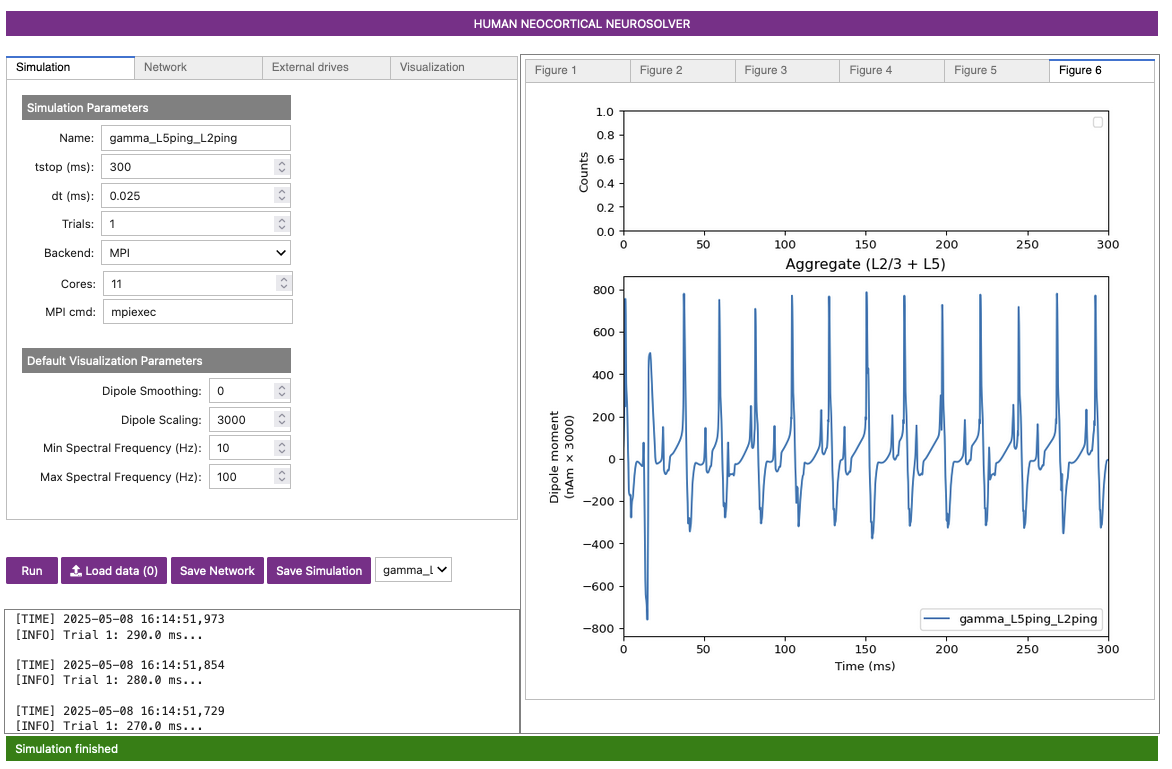 HUMAN NEOCORTICAL NEUROSOLVER
Simulation
Network
External drives
Visualization
Simulation Parameters
Name: gamma_L5ping_L2ping
tstop (ms): 300
dt (ms): 0.025
Trials: 1
Backend: MPI
Cores: 11
MPI cmd: mpiexec
Default Visualization Parameters
Dipole Smoothing: 0
Dipole Scaling: 3000
Min Spectral Frequency (Hz): 10
Max Spectral Frequency (Hz): 100
Run
Load data (0)
Save Network
Save Simulation
gamma_L
[TIME] 2025-05-08 16:14:51,973
[INFO] Trial 1: 290.0 ms...
[TIME] 2025-05-08 16:14:51,854
[INFO] Trial 1: 280.0 ms...
[TIME] 2025-05-08 16:14:51,729
[INFO] Trial 1: 270.0 ms...
Figure 1
Figure 2
Figure 3
Figure 4
Figure 5
Figure 6
Counts
1.0
0.8
0.6
0.4
0.2
0.0
0 50 100 150 200 250 300
Aggregate (L2/3 + L5)
Dipole moment
(nAm × 3000)
800
600
400
200
0
−200
−400
−600
−800
gamma_L5ping_L2ping
0 50 100 150 200 250 300
Time (ms)
Simulation finished